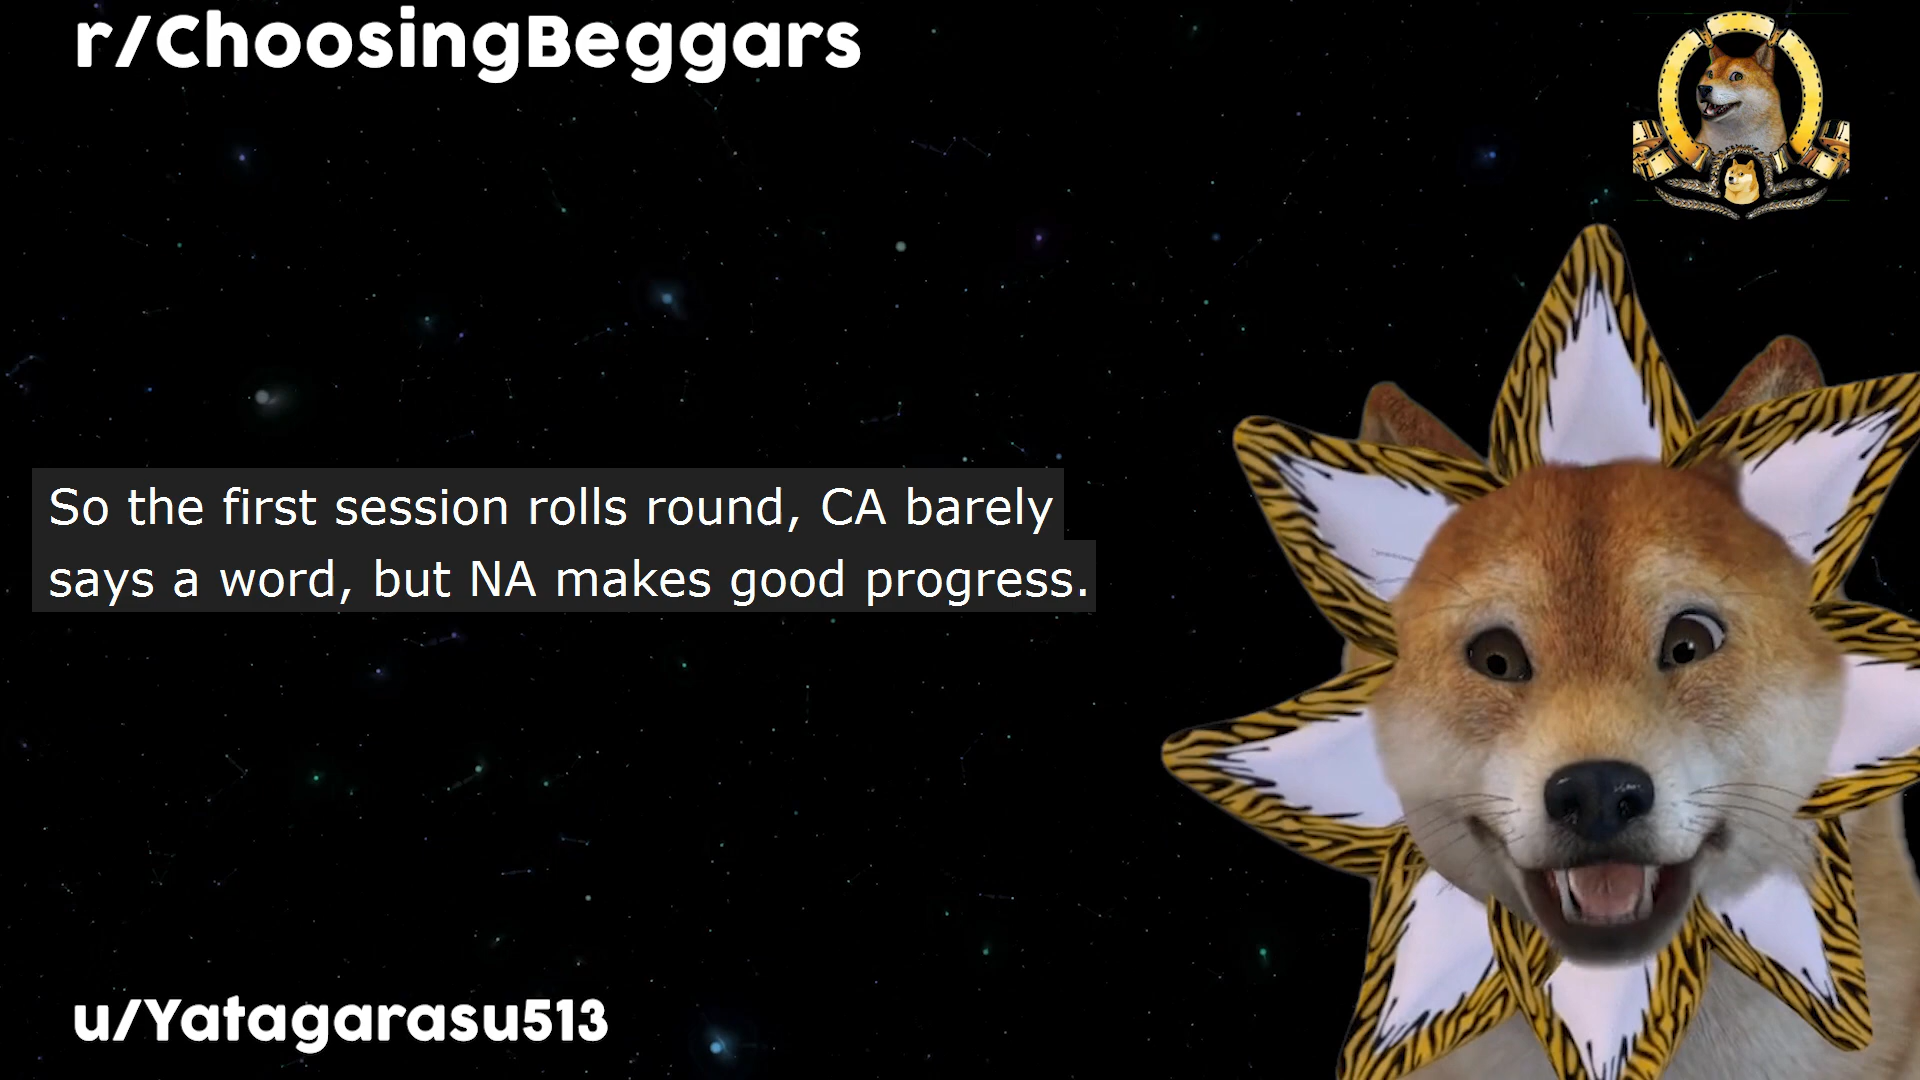 r/ChoosingBeggars
So the first session rolls round, CA barely
says a word, but NA makes good progress.
u/Yatagarasu513